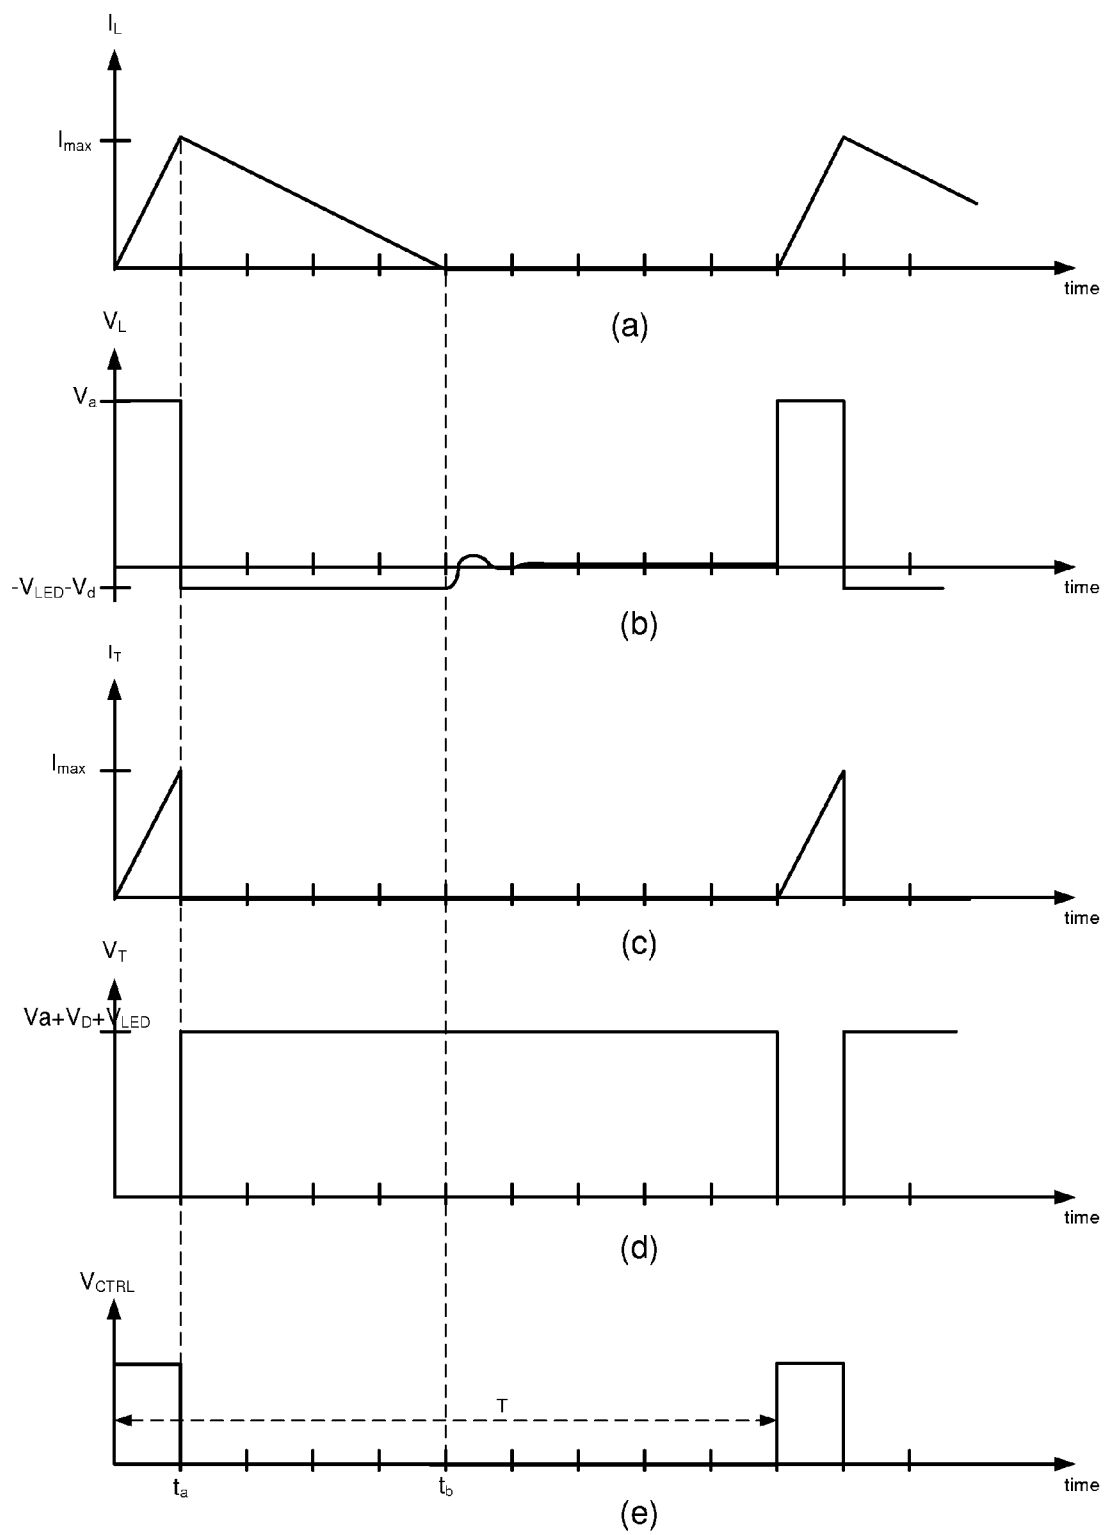 I_L
I_max
time
(a)
V_L
V_a
-V_LED-V_d
time
(b)
I_T
I_max
time
(c)
V_T
Va+V_D+V_LED
time
(d)
V_CTRL
T
t_a t_b time
(e)